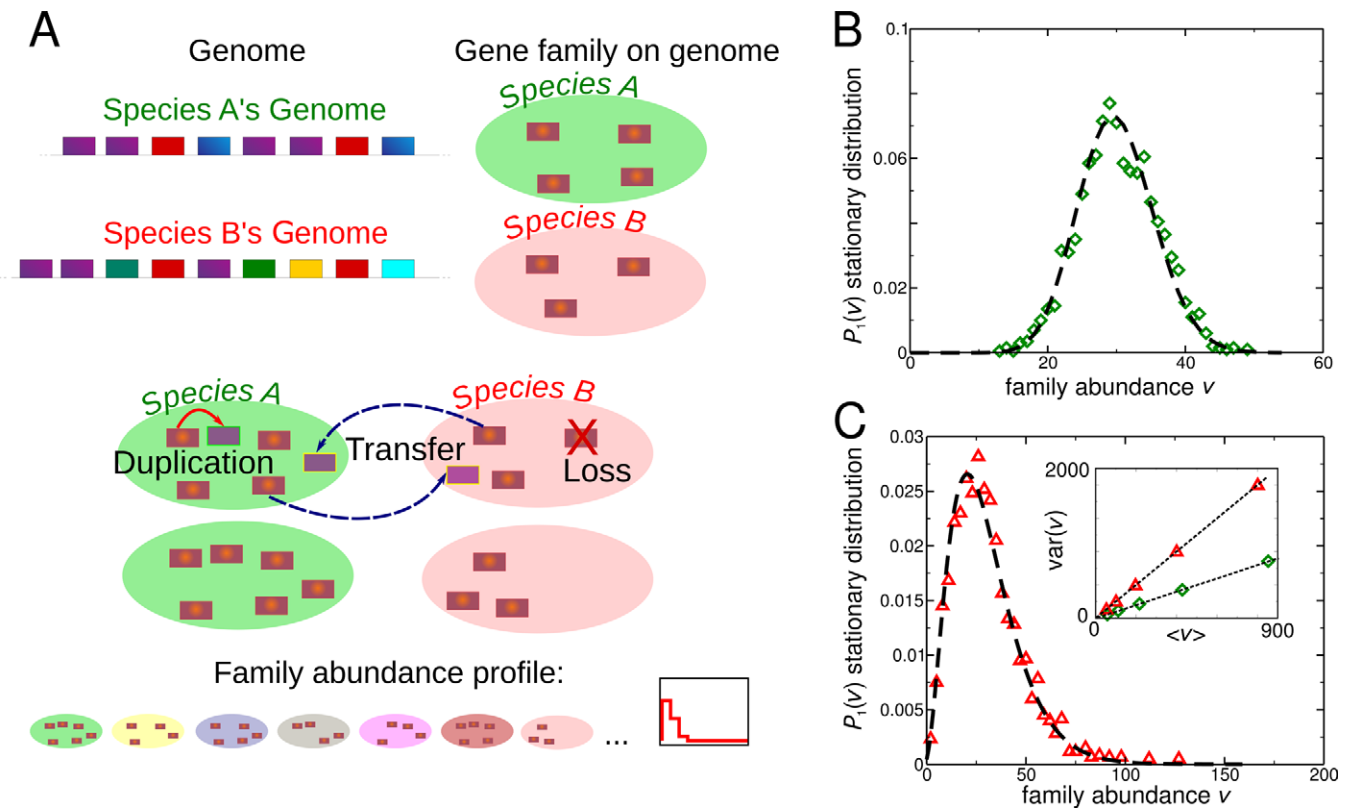 A
Genome
Gene family on genome
Species A's Genome
Species A
Species B's Genome
Species B
Species A
Species B
Duplication
Transfer
Loss
Family abundance profile:
...
B
0.1
0.06
0.02
0
0
20
40
60
P₁(v) stationary distribution
family abundance v
C
0.03
0.025
0.02
0.015
0.01
0.005
0
0
50
100
150
200
P₁(v) stationary distribution
family abundance v
2000
var(v)
0
0
<v>
900